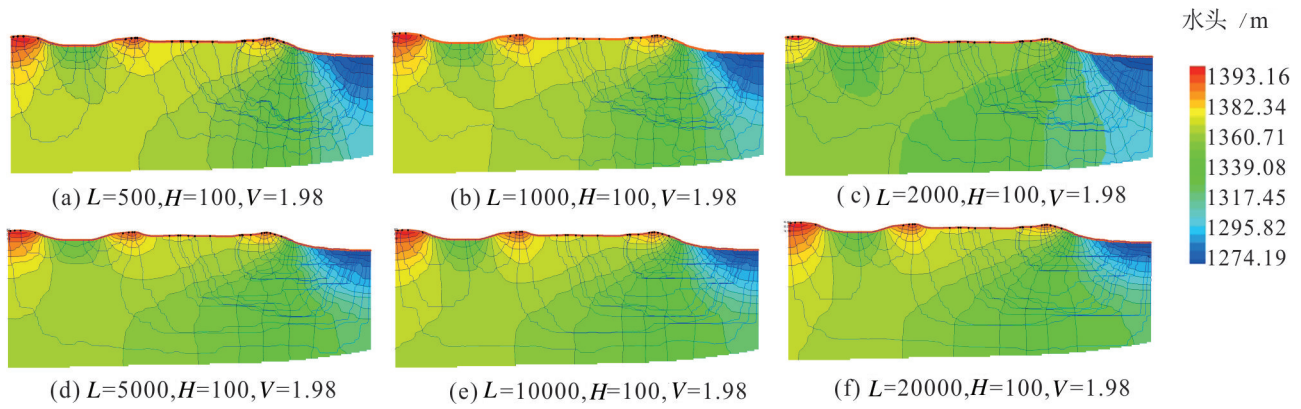 水头 /m
1393.16
1382.34
1360.71
1339.08
1317.45
1295.82
1274.19
(a) L=500,H=100,V=1.98
(b) L=1000,H=100,V=1.98
(c) L=2000,H=100,V=1.98
(d) L=5000,H=100,V=1.98
(e) L=10000,H=100,V=1.98
(f) L=20000,H=100,V=1.98